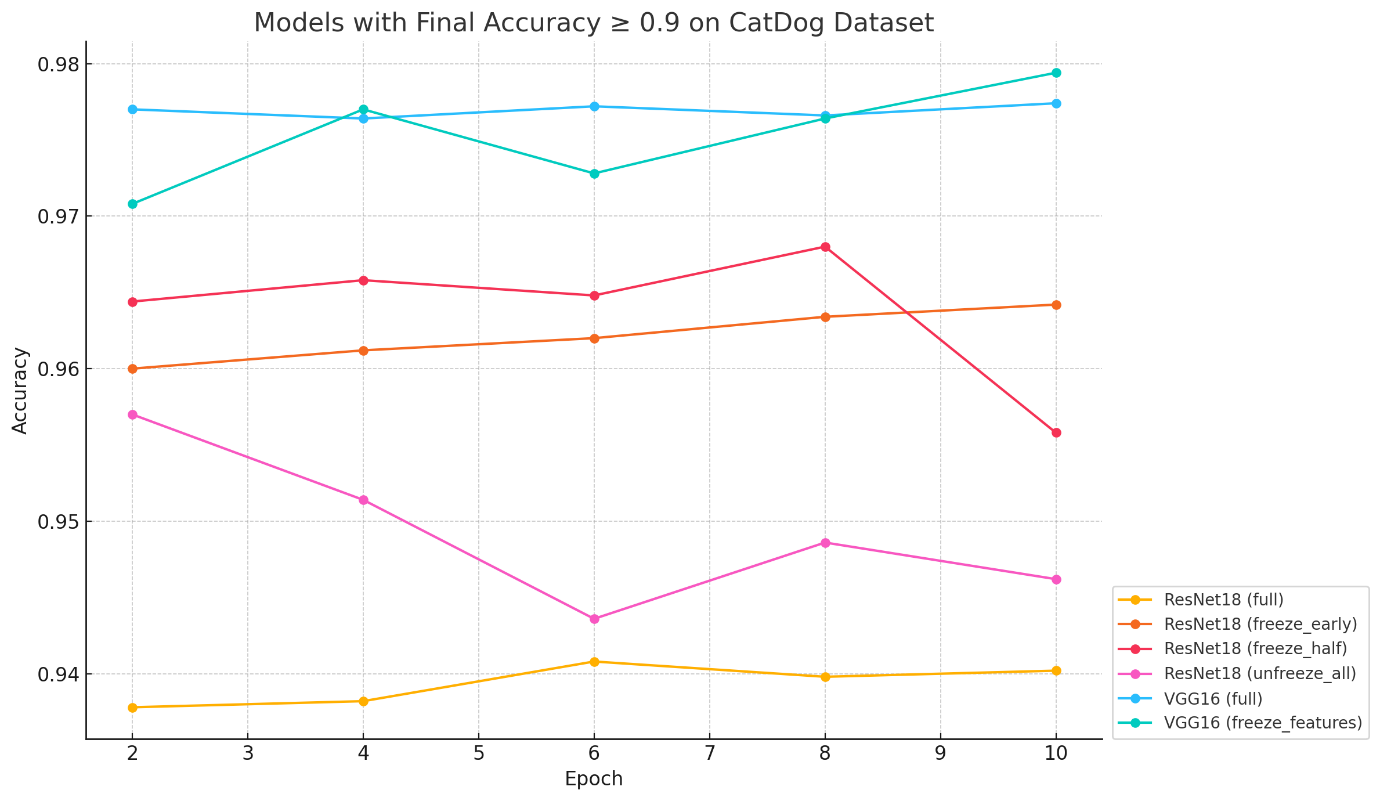 Models with Final Accuracy ≥ 0.9 on CatDog Dataset
0.98
0.97
0.96
0.95
0.94
Accuracy
2 3 4 5 6 7 8 9 10
Epoch
ResNet18 (full)
ResNet18 (freeze_early)
ResNet18 (freeze_half)
ResNet18 (unfreeze_all)
VGG16 (full)
VGG16 (freeze_features)